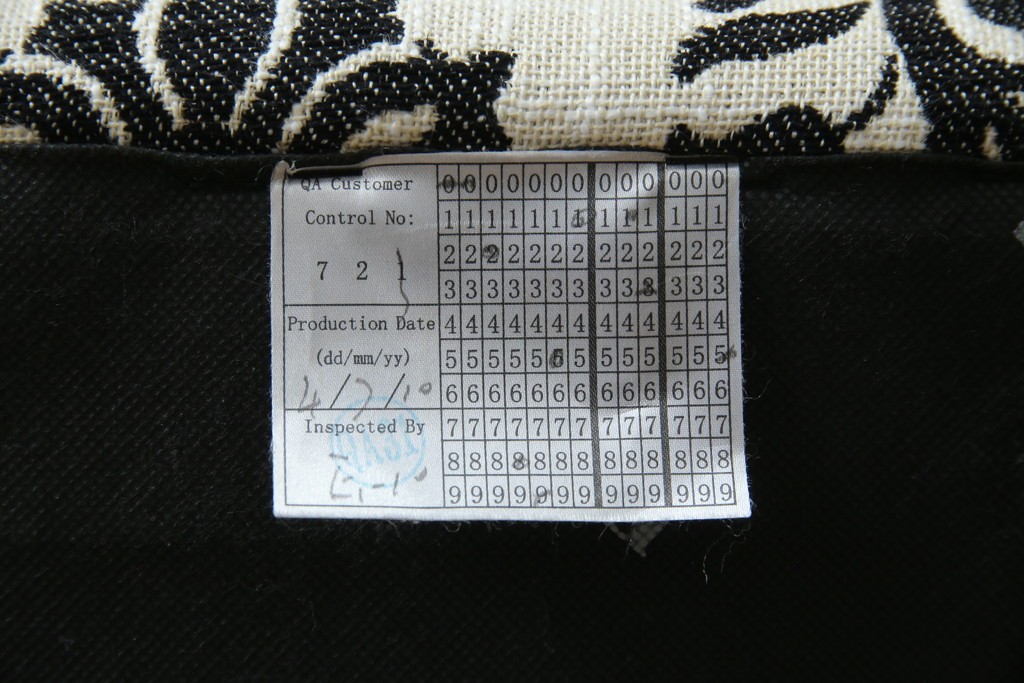 QA Customer
Control No:
7 2 1
Production Date
(dd/mm/yy)
4/7/10
Inspected By
0 0 0 0 0 0 0 0 0 0 0 0 0
1 1 1 1 1 1 1 1 1 1 1 1 1
2 2 2 2 2 2 2 2 2 2 2 2 2
3 3 3 3 3 3 3 3 3 3 3 3 3
4 4 4 4 4 4 4 4 4 4 4 4 4
5 5 5 5 5 5 5 5 5 5 5 5 5
6 6 6 6 6 6 6 6 6 6 6 6 6
7 7 7 7 7 7 7 7 7 7 7 7 7
8 8 8 8 8 8 8 8 8 8 8 8 8
9 9 9 9 9 9 9 9 9 9 9 9 9